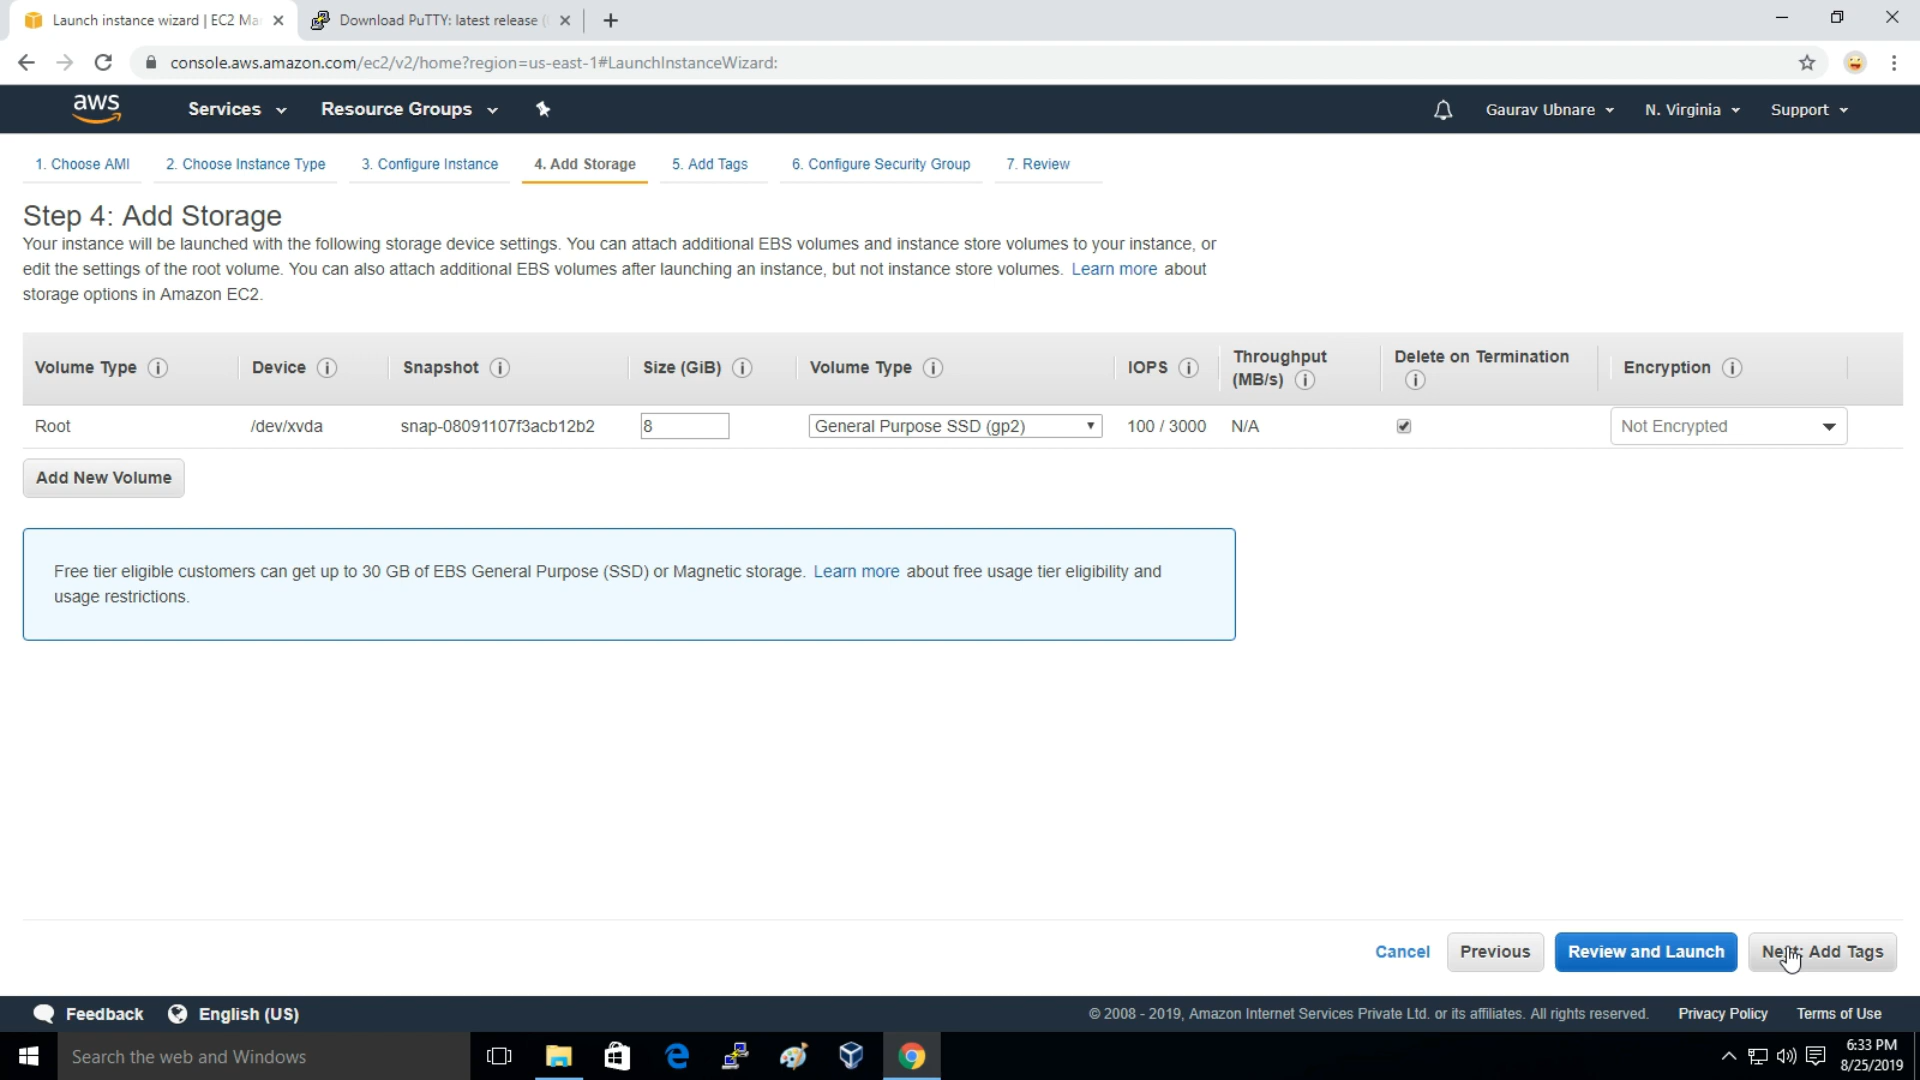 Launch instance wizard | EC2 Ma
Download PuTTY: latest release (
console.aws.amazon.com/ec2/v2/home?region=us-east-1#LaunchInstanceWizard:
aws
Services
Resource Groups
Gaurav Ubnare
N. Virginia
Support
1. Choose AMI
2. Choose Instance Type
3. Configure Instance
4. Add Storage
5. Add Tags
6. Configure Security Group
7. Review
Step 4: Add Storage
Your instance will be launched with the following storage device settings. You can attach additional EBS volumes and instance store volumes to your instance, or
edit the settings of the root volume. You can also attach additional EBS volumes after launching an instance, but not instance store volumes. Learn more about
storage options in Amazon EC2.
Volume Type
Device
Snapshot
Size (GiB)
Volume Type
IOPS
Throughput
(MB/s)
Delete on Termination
Encryption
Root
/dev/xvda
snap-08091107f3acb12b2
8
General Purpose SSD (gp2)
100 / 3000
N/A
Not Encrypted
Add New Volume
Free tier eligible customers can get up to 30 GB of EBS General Purpose (SSD) or Magnetic storage. Learn more about free usage tier eligibility and
usage restrictions.
Cancel
Previous
Review and Launch
Next: Add Tags
Feedback
English (US)
© 2008 - 2019, Amazon Internet Services Private Ltd. or its affiliates. All rights reserved.
Privacy Policy
Terms of Use
Search the web and Windows
6:33 PM
8/25/2019